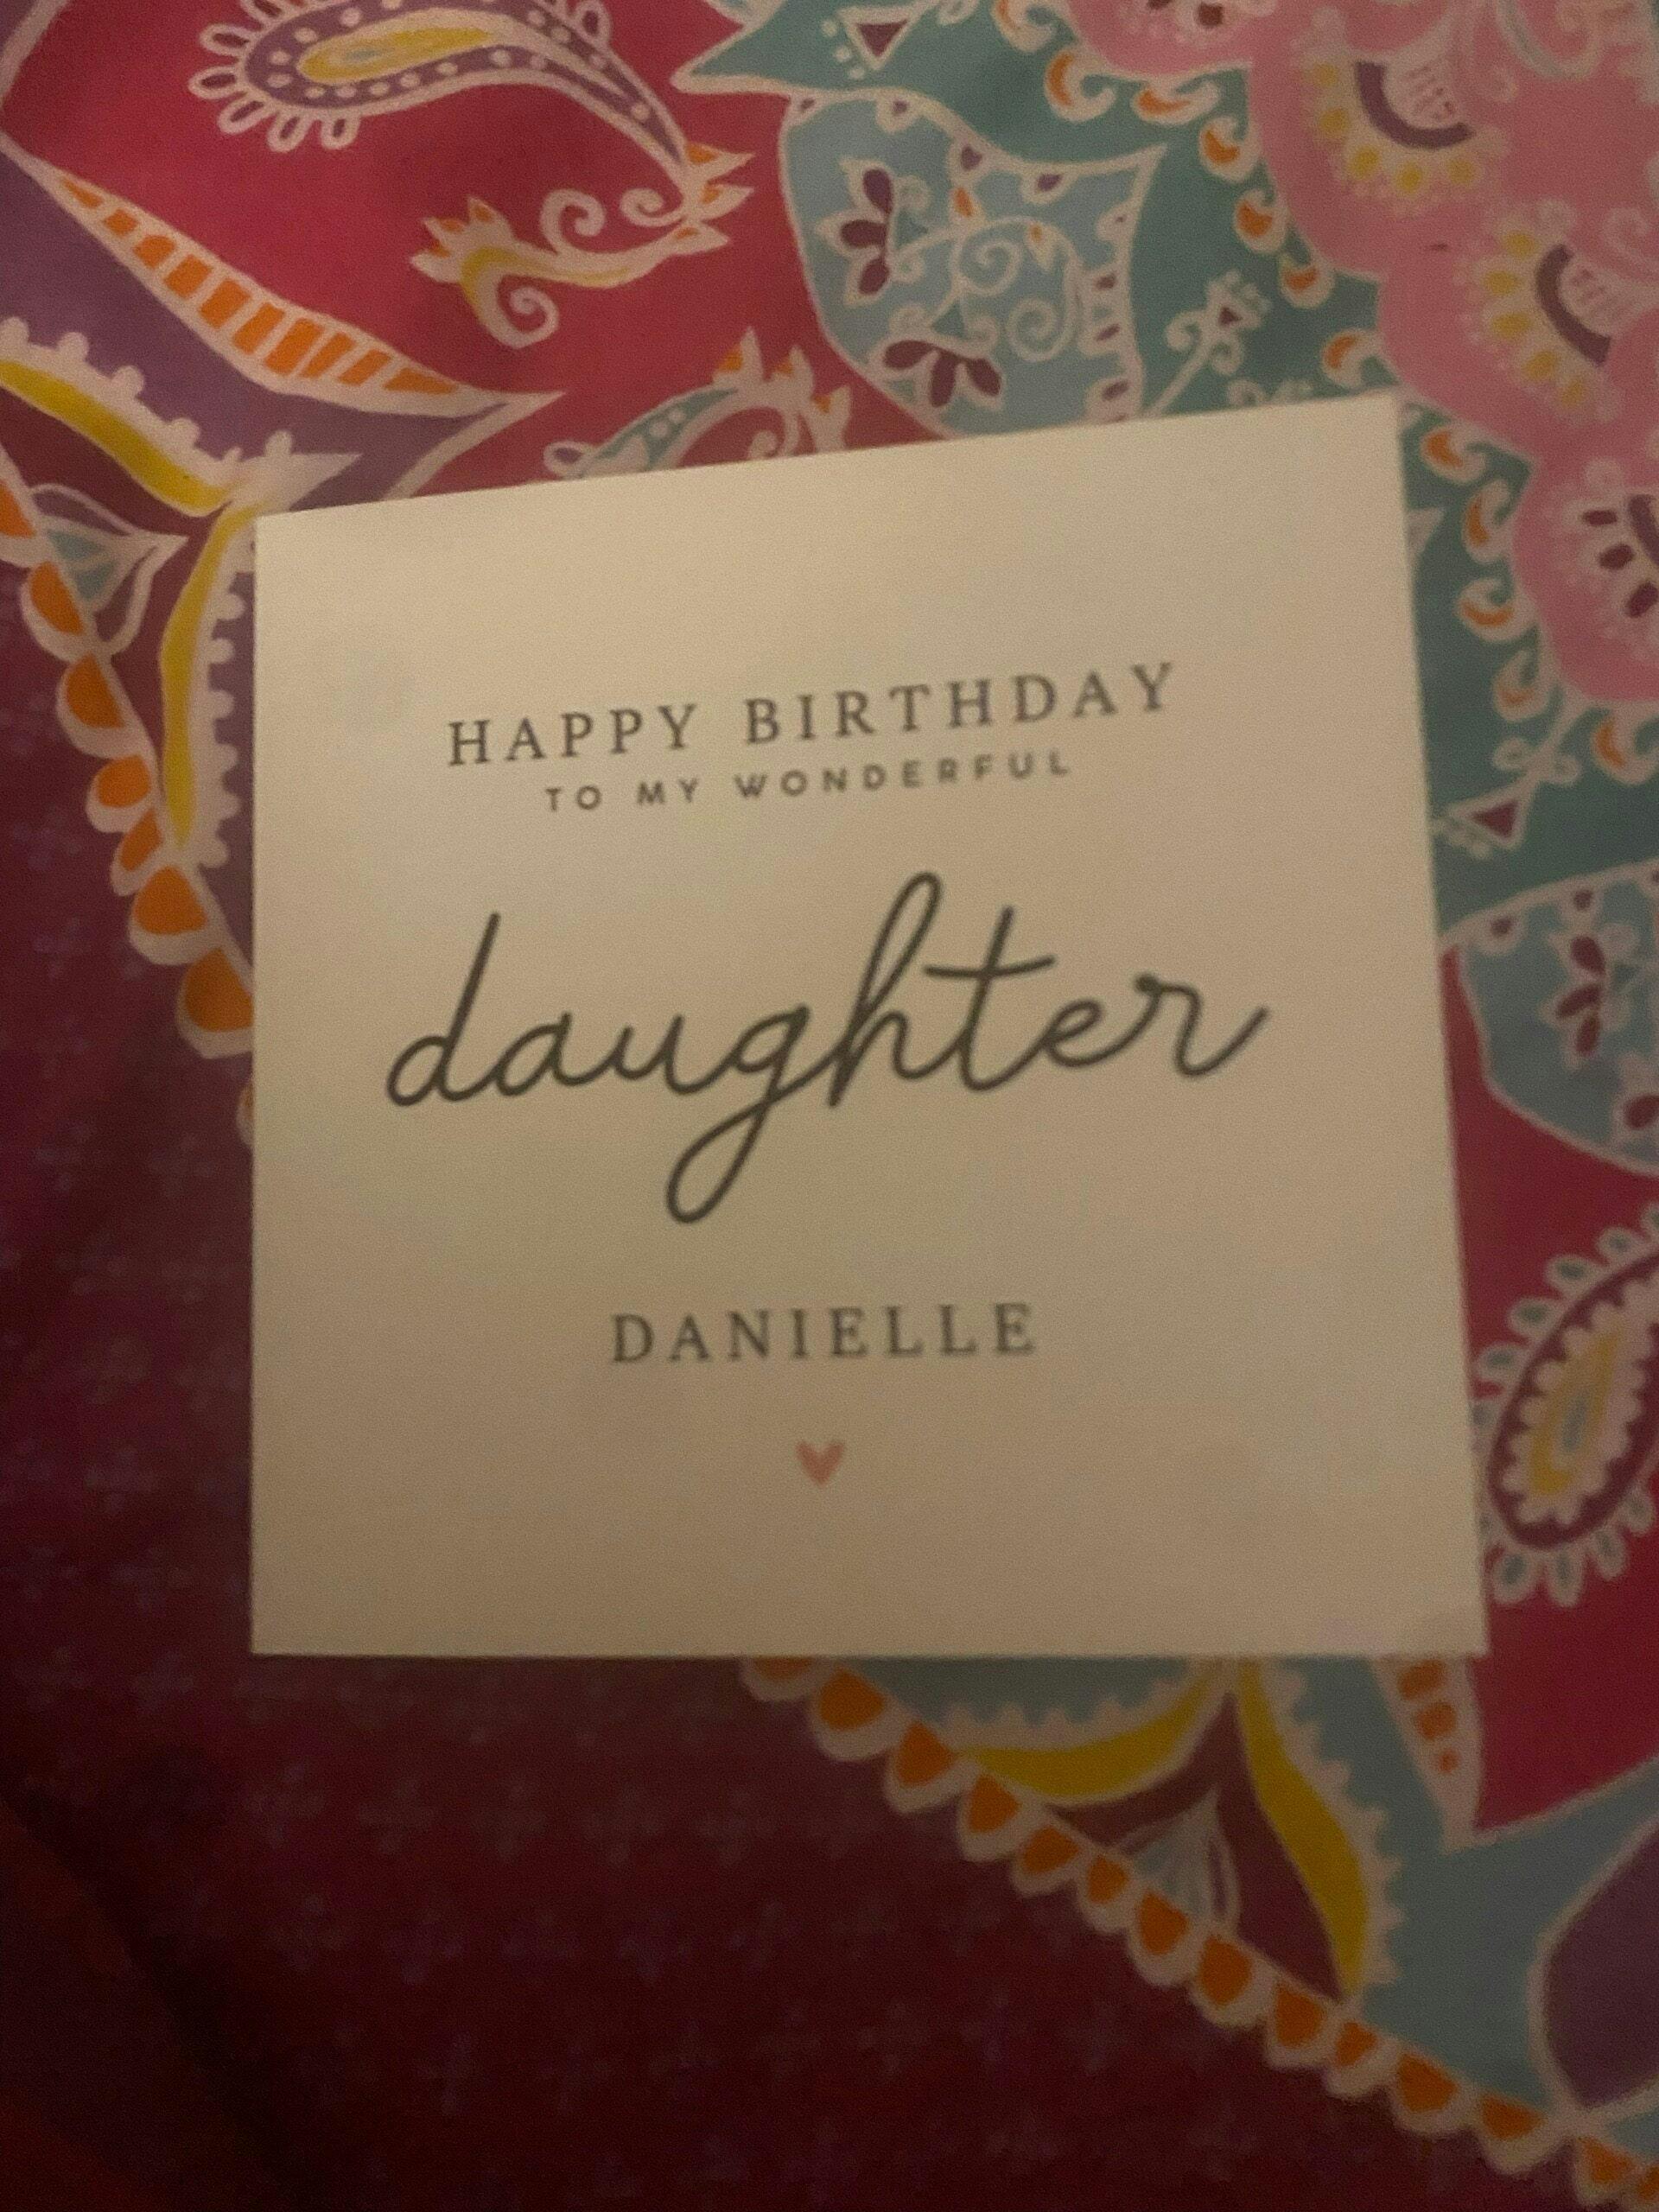 HAPPY BIRTHDAY
TO MY WONDERFUL
daughter
DANIELLE